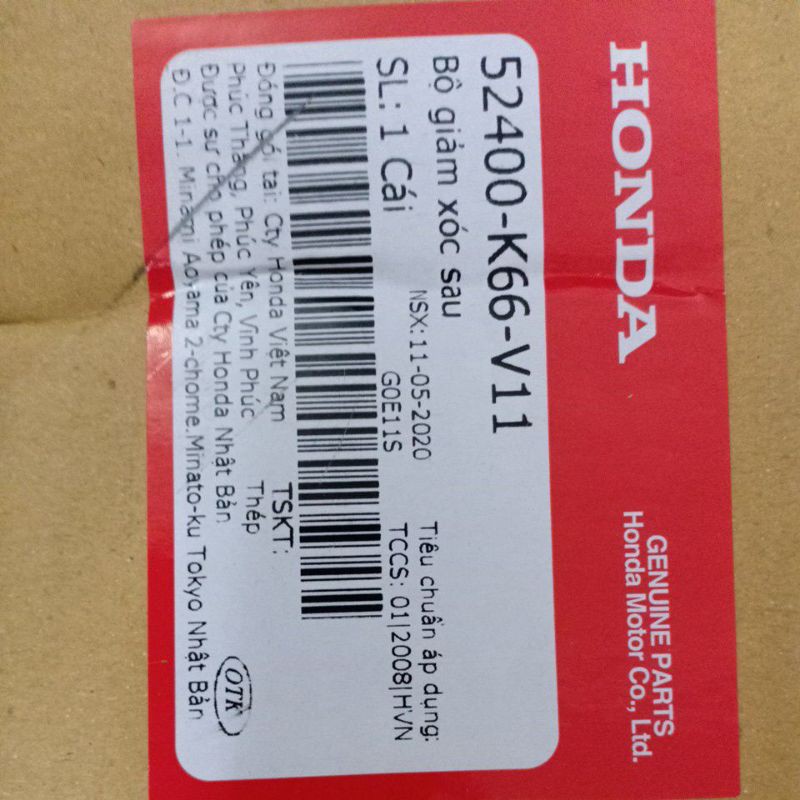 HONDA
GENUINE PARTS
Honda Motor Co., Ltd.
52400-K66-V11
Bộ giảm xóc sau
NSX:11-05-2020
Tiêu chuẩn áp dụng:
SL: 1 Cái
G0E11S
TCCS: 01|2008|HVN
Đóng gói tại: Cty Honda Việt Nam
TSKT:
Phúc Thắng, Phúc Yên, Vĩnh Phúc
Thép
Được sự cho phép của Cty Honda Nhật Bản
Đ.C 1-1. Minami Aoyama 2-chome.Minato-ku Tokyo Nhật Bản
OTK